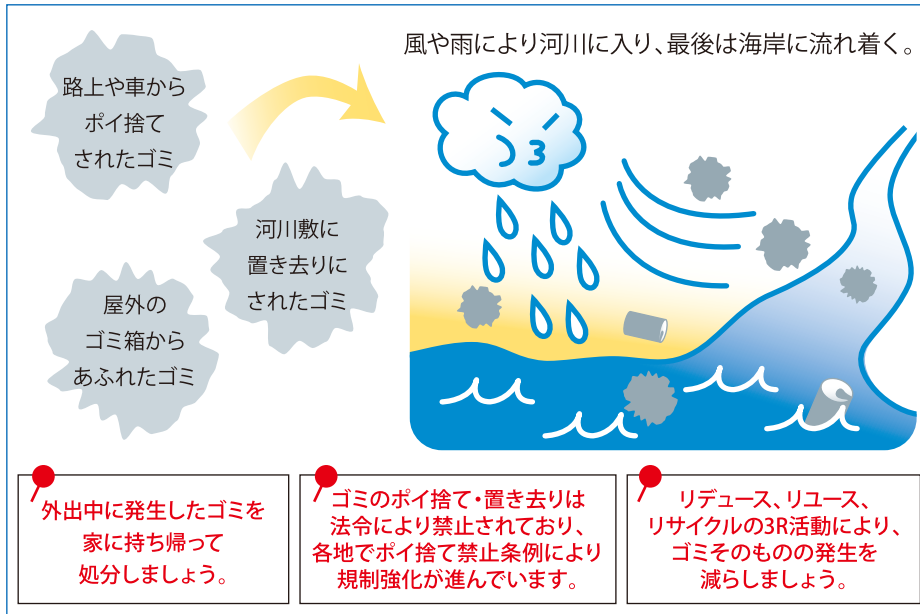 風や雨により河川に入り、最後は海岸に流れ着く。
路上や車から
ポイ捨て
されたゴミ
河川敷に
置き去りに
されたゴミ
屋外の
ゴミ箱から
あふれたゴミ
外出中に発生したゴミを
家に持ち帰って
処分しましょう。
ゴミのポイ捨て・置き去りは
法令により禁止されており、
各地でポイ捨て禁止条例により
規制強化が進んでいます。
リデュース、リユース、
リサイクルの3R活動により、
ゴミそのものの発生を
減らしましょう。